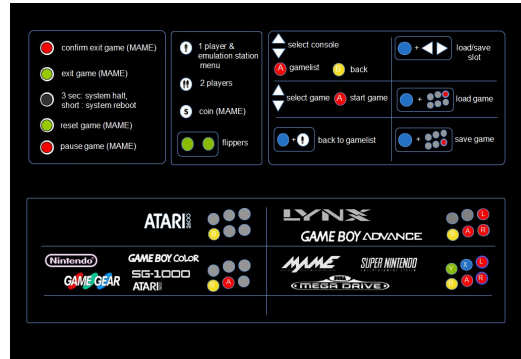 confirm exit game (MAME)
exit game (MAME)
3 sec: system halt,
short : system reboot
reset game (MAME)
pause game (MAME)
1 player &
emulation station
menu
2 players
$ coin (MAME)
flippers
select console
A gamelist B back
select game A start game
+ back to gamelist
+ load/save
slot
+ load game
+ save game
ATARI 2600
B
LYNX
GAME BOY ADVANCE
L
B A R
Nintendo
GAME BOY COLOR
GAME GEAR
SG-1000
ATARI
B A
MAME
SUPER NINTENDO
SEGA
MEGA DRIVE
Y X L
B A R